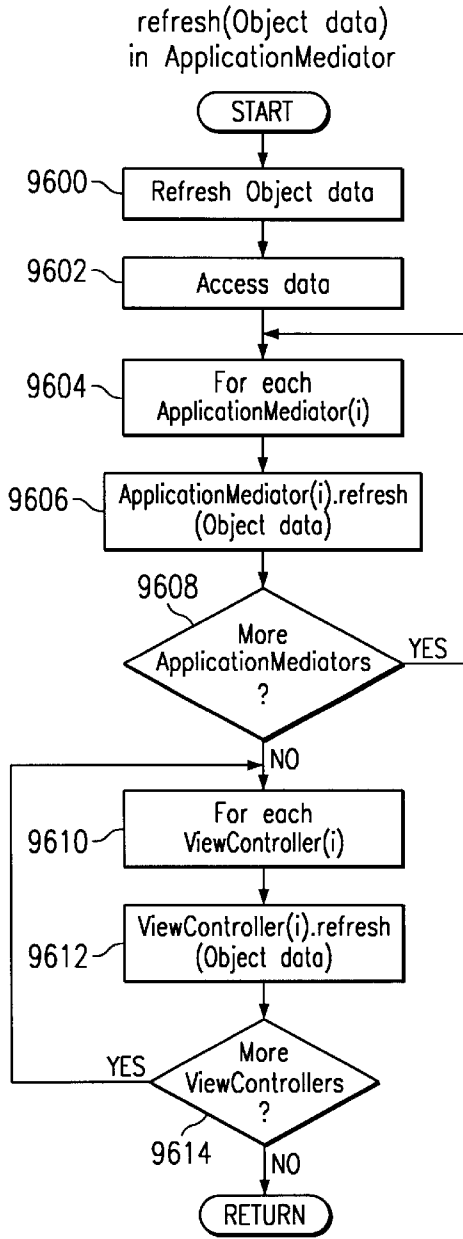 refresh(Object data)
in ApplicationMediator
START
9600
Refresh Object data
9602
Access data
9604
For each
ApplicationMediator(i)
9606
ApplicationMediator(i).refresh
(Object data)
9608
More
ApplicationMediators
?
YES
NO
9610
For each
ViewController(i)
9612
ViewController(i).refresh
(Object data)
YES
More
ViewControllers
?
9614
NO
RETURN